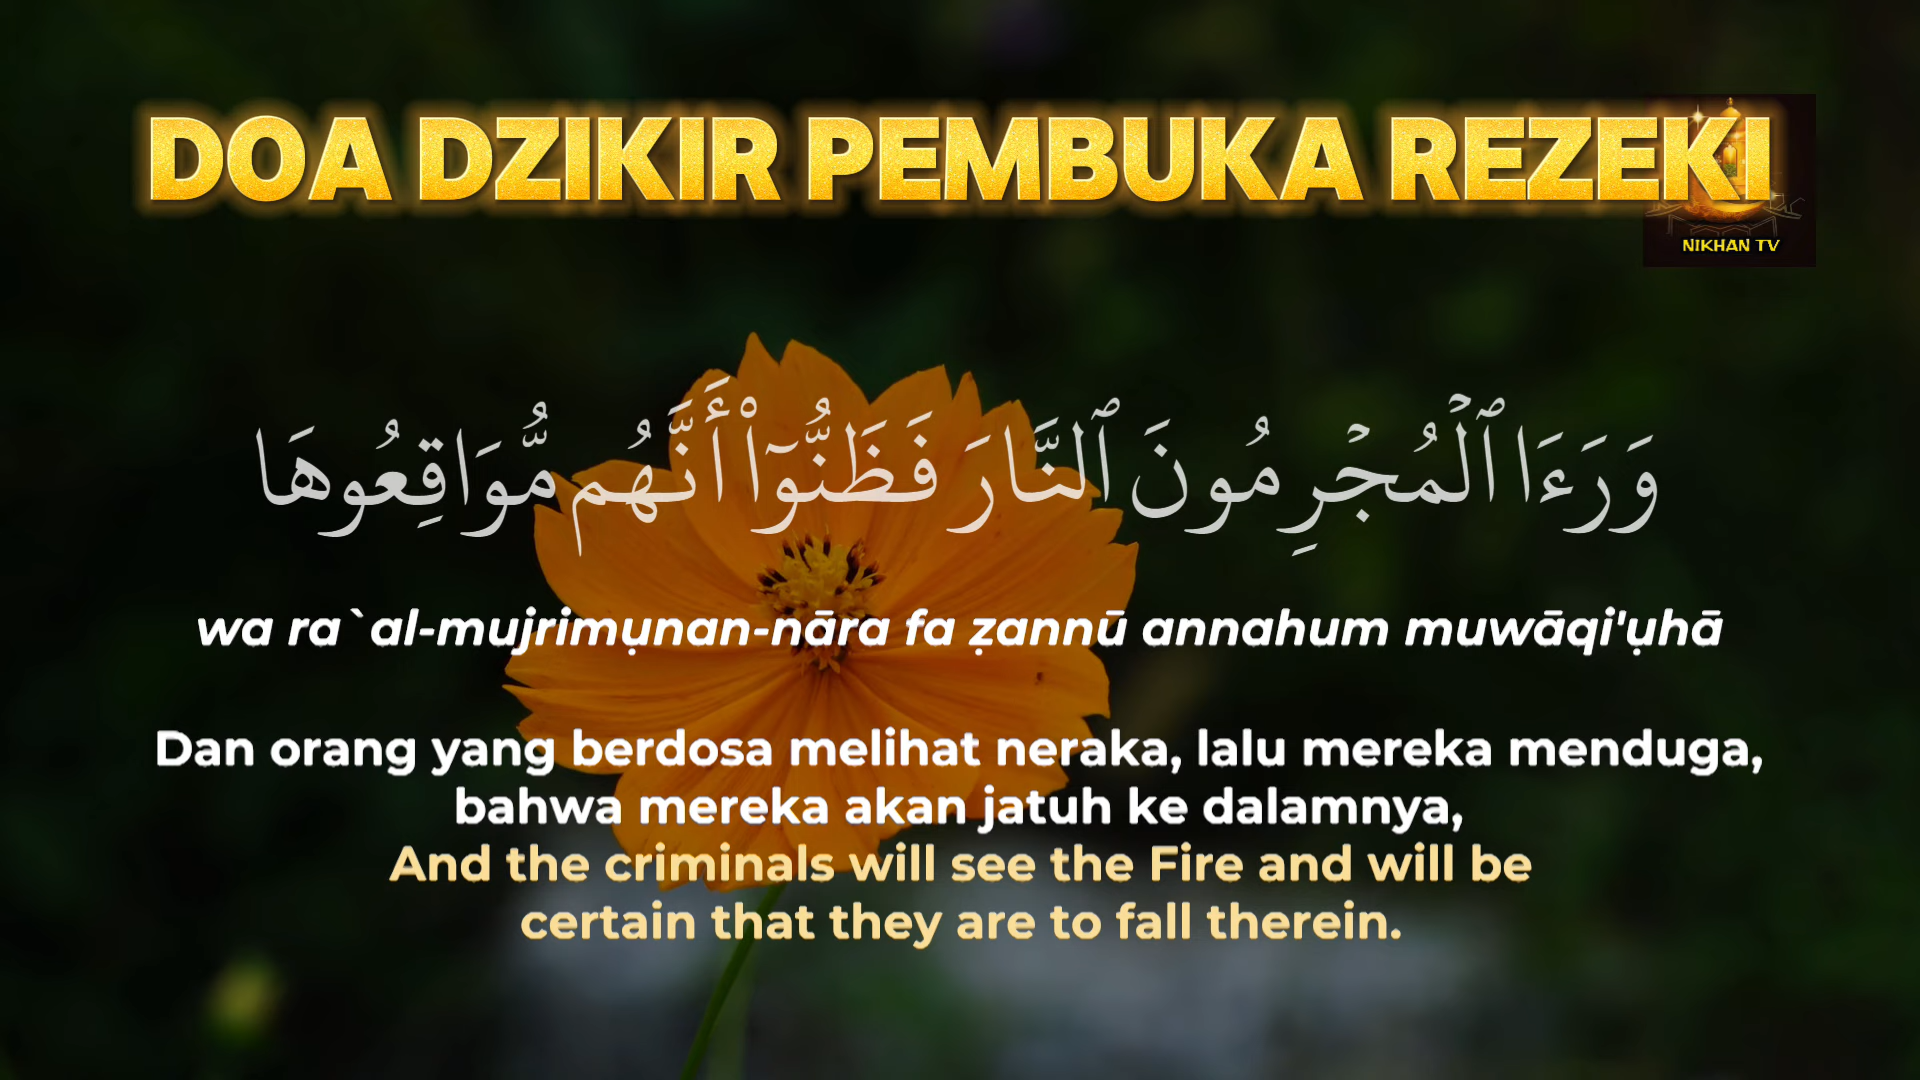 DOA DZIKIR PEMBUKA REZEKI
NIKHAN TV
وَرَءَا ٱلْمُجْرِمُونَ ٱلنَّارَ فَظَنُّوٓا۟ أَنَّهُم مُّوَاقِعُوهَا
wa ra`al-mujrimụnan-nāra fa ẓannū annahum muwāqi'ụhā
Dan orang yang berdosa melihat neraka, lalu mereka menduga,
bahwa mereka akan jatuh ke dalamnya,
And the criminals will see the Fire and will be
certain that they are to fall therein.